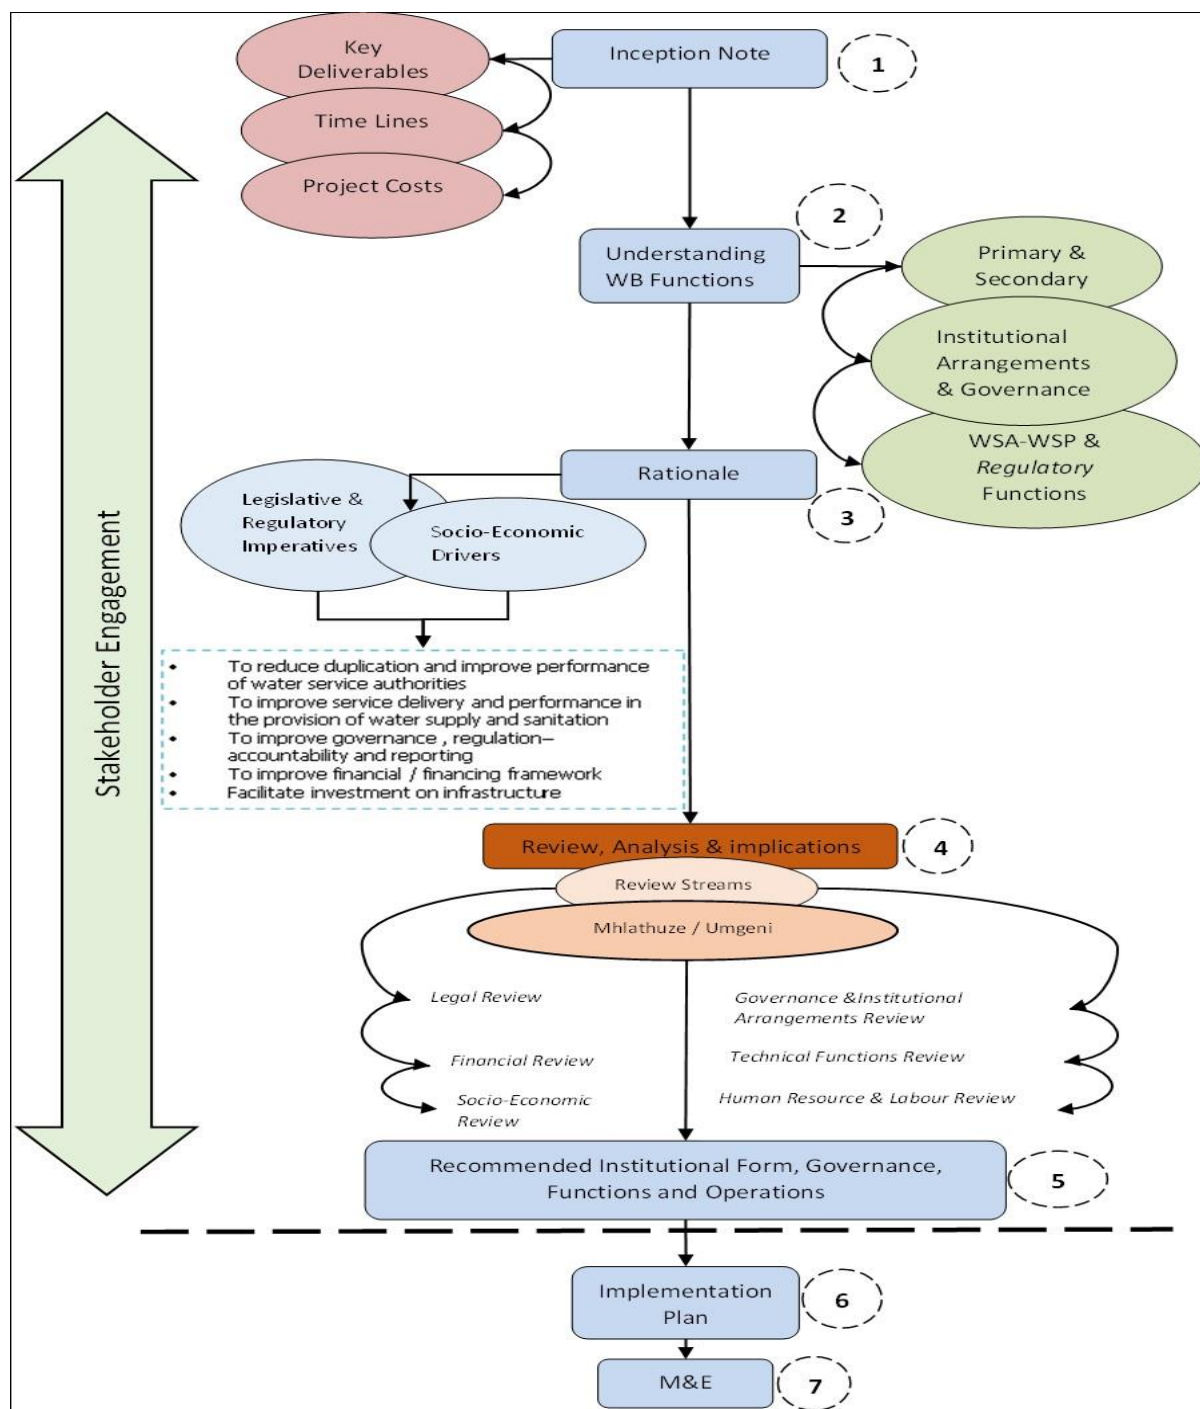 Key
Deliverables
Inception Note
1
Time Lines
Project Costs
2
Understanding
WB Functions
Primary &
Secondary
Institutional
Arrangements
& Governance
WSA-WSP &
Regulatory
Functions
Rationale
3
Legislative &
Regulatory
Imperatives
Socio-Economic
Drivers
Stakeholder Engagement
• To reduce duplication and improve performance
of water service authorities
• To improve service delivery and performance in
the provision of water supply and sanitation
• To improve governance , regulation–
accountability and reporting
• To improve financial / financing framework
• Facilitate investment on infrastructure
Review, Analysis & implications
4
Review Streams
Mhlathuze / Umgeni
Legal Review
Financial Review
Socio-Economic
Review
Governance &Institutional
Arrangements Review
Technical Functions Review
Human Resource & Labour Review
Recommended Institutional Form, Governance,
Functions and Operations
5
Implementation
Plan
6
M&E
7